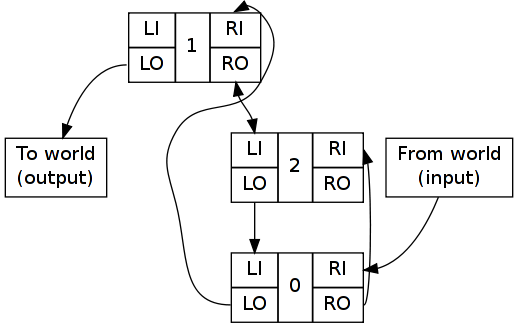 LI 1 RI
LO RO
To world
(output)
LI 2 RI
LO RO
From world
(input)
LI 0 RI
LO RO